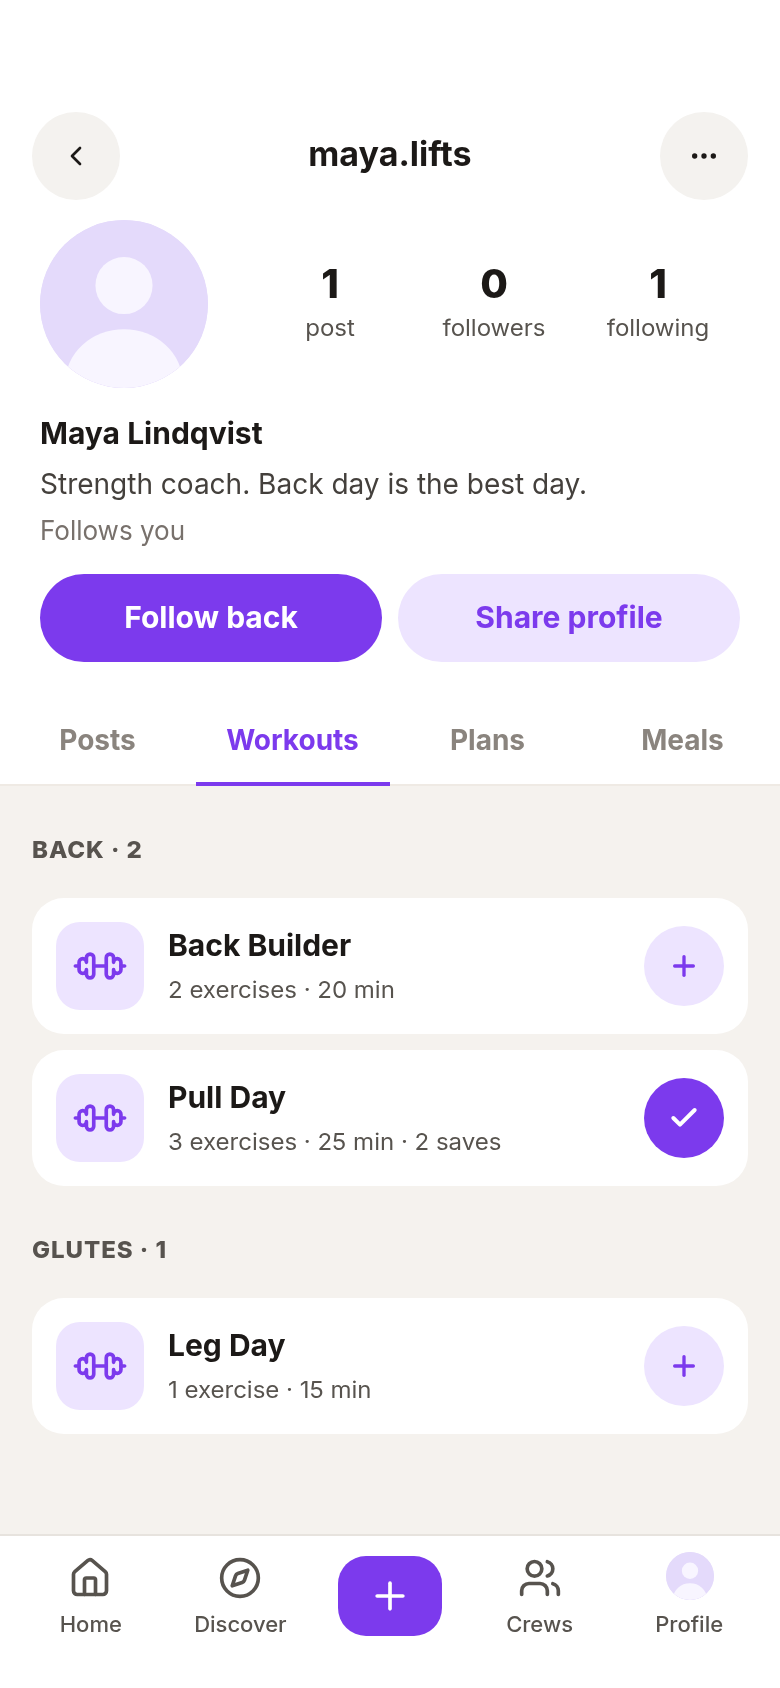 maya.lifts
1 0 1
post followers following
Maya Lindqvist
Strength coach. Back day is the best day.
Follows you
Follow back Share profile
Posts Workouts Plans Meals
BACK · 2
Back Builder
2 exercises · 20 min
Pull Day
3 exercises · 25 min · 2 saves
GLUTES · 1
Leg Day
1 exercise · 15 min
Home Discover Crews Profile